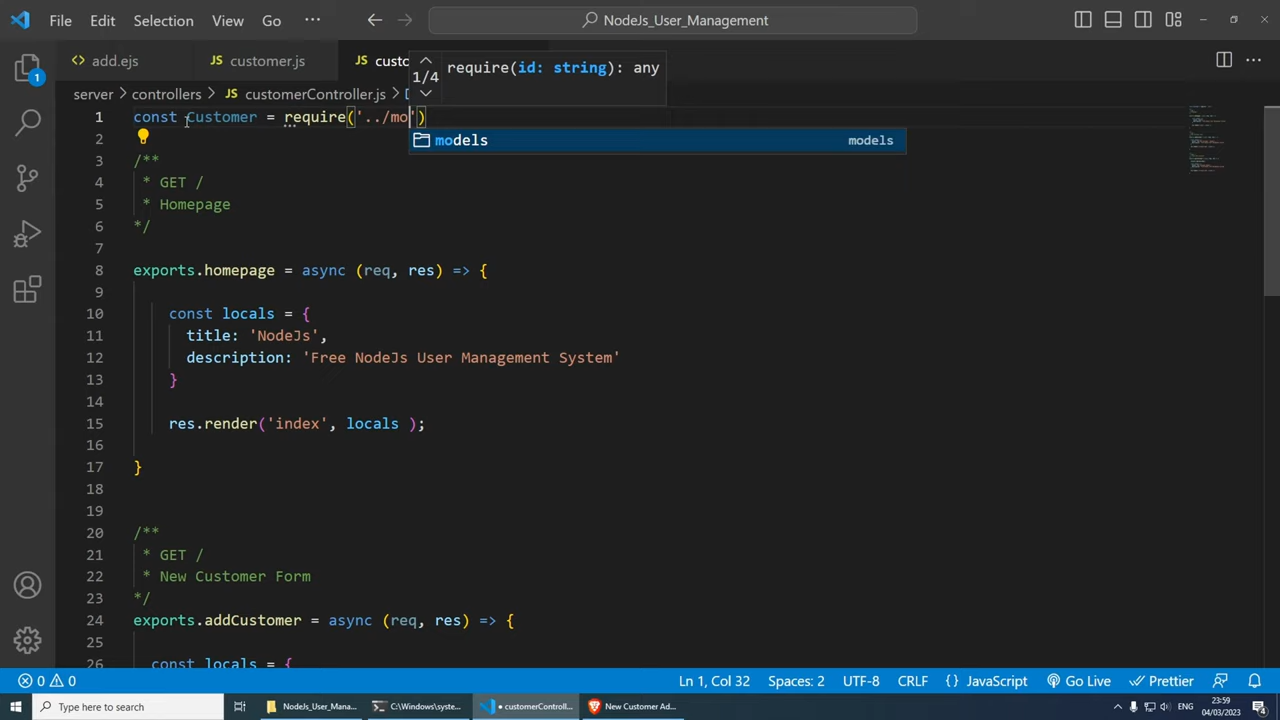 File Edit Selection View Go ··· NodeJs_User_Management
add.ejs JS customer.js JS custo
1/4 require(id: string): any
server > controllers > JS customerController.js >
1 const Customer = require('../mo')
models models
2
3 /**
4 * GET /
5 * Homepage
6 */
7
8 exports.homepage = async (req, res) => {
9
10 const locals = {
11 title: 'NodeJs',
12 description: 'Free NodeJs User Management System'
13 }
14
15 res.render('index', locals );
16
17 }
18
19
20 /**
21 * GET /
22 * New Customer Form
23 */
24 exports.addCustomer = async (req, res) => {
25
26 const locals = {
1
0 0 Ln 1, Col 32 Spaces: 2 UTF-8 CRLF {} JavaScript Go Live Prettier
Type here to search NodeJs_User_Mana... C:\Windows\syste... • customerControll... New Customer Ad... ENG 23:59
04/03/2023